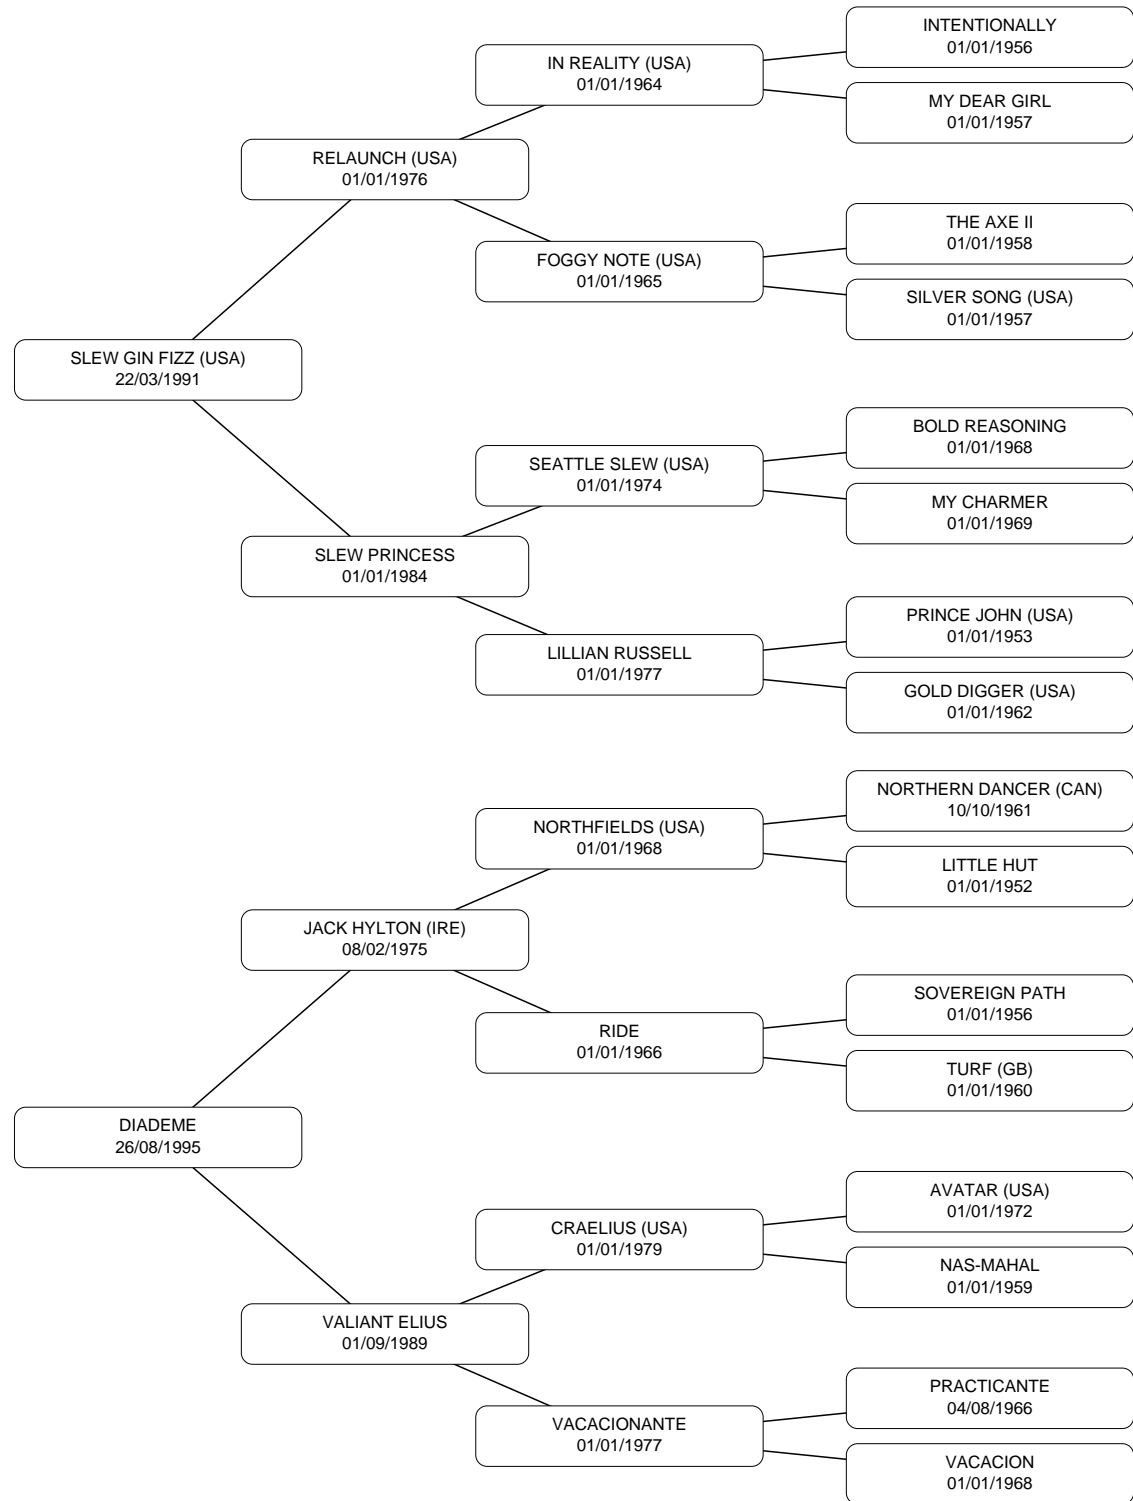 INTENTIONALLY
01/01/1956
IN REALITY (USA)
01/01/1964
MY DEAR GIRL
01/01/1957
RELAUNCH (USA)
01/01/1976
THE AXE II
01/01/1958
FOGGY NOTE (USA)
01/01/1965
SILVER SONG (USA)
01/01/1957
SLEW GIN FIZZ (USA)
22/03/1991
BOLD REASONING
01/01/1968
SEATTLE SLEW (USA)
01/01/1974
MY CHARMER
01/01/1969
SLEW PRINCESS
01/01/1984
PRINCE JOHN (USA)
01/01/1953
LILLIAN RUSSELL
01/01/1977
GOLD DIGGER (USA)
01/01/1962
NORTHERN DANCER (CAN)
10/10/1961
NORTHFIELDS (USA)
01/01/1968
LITTLE HUT
01/01/1952
JACK HYLTON (IRE)
08/02/1975
SOVEREIGN PATH
01/01/1956
RIDE
01/01/1966
TURF (GB)
01/01/1960
DIADEME
26/08/1995
AVATAR (USA)
01/01/1972
CRAELIUS (USA)
01/01/1979
NAS-MAHAL
01/01/1959
VALIANT ELIUS
01/09/1989
PRACTICANTE
04/08/1966
VACACIONANTE
01/01/1977
VACACION
01/01/1968